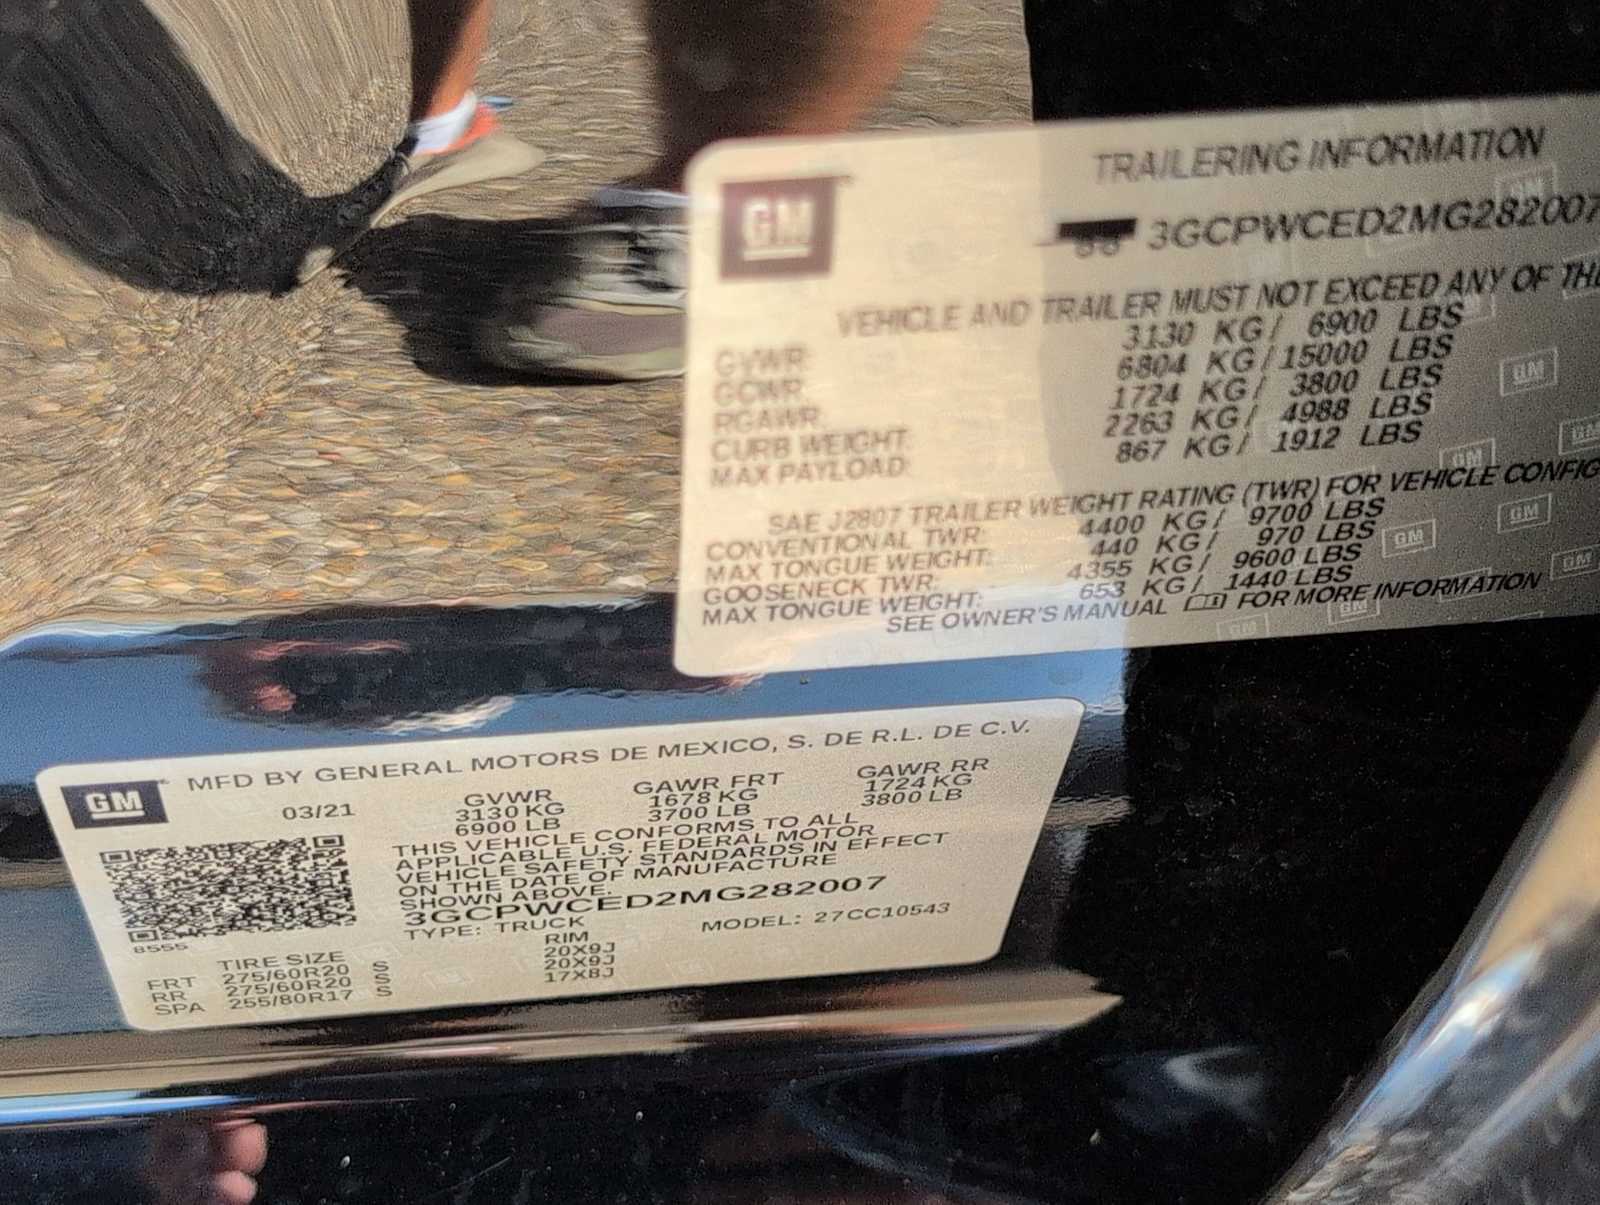 GM
TRAILERING INFORMATION
3GCPWCED2MG282007
VEHICLE AND TRAILER MUST NOT EXCEED ANY OF THE
GVWR: 3130 KG/ 6900 LBS
GCWR: 6804 KG/ 15000 LBS
RGAWR: 1724 KG/ 3800 LBS
CURB WEIGHT: 2263 KG/ 4988 LBS
MAX PAYLOAD: 867 KG/ 1912 LBS
SAE J2807 TRAILER WEIGHT RATING (TWR) FOR VEHICLE CONFIG
CONVENTIONAL TWR: 4400 KG/ 9700 LBS
MAX TONGUE WEIGHT: 440 KG/ 970 LBS
GOOSENECK TWR: 4355 KG/ 9600 LBS
MAX TONGUE WEIGHT: 653 KG/ 1440 LBS
SEE OWNER'S MANUAL FOR MORE INFORMATION
GM MFD BY GENERAL MOTORS DE MEXICO, S. DE R.L. DE C.V.
03/21 GVWR GAWR FRT GAWR RR
3130 KG 1678 KG 1724 KG
6900 LB 3700 LB 3800 LB
THIS VEHICLE CONFORMS TO ALL
APPLICABLE U.S. FEDERAL MOTOR
VEHICLE SAFETY STANDARDS IN EFFECT
ON THE DATE OF MANUFACTURE
SHOWN ABOVE.
3GCPWCED2MG282007
TYPE: TRUCK MODEL: 27CC10543
8555
TIRE SIZE RIM
FRT 275/60R20 S 20X9J
RR 275/60R20 S 20X9J
SPA 255/80R17 S 17X8J